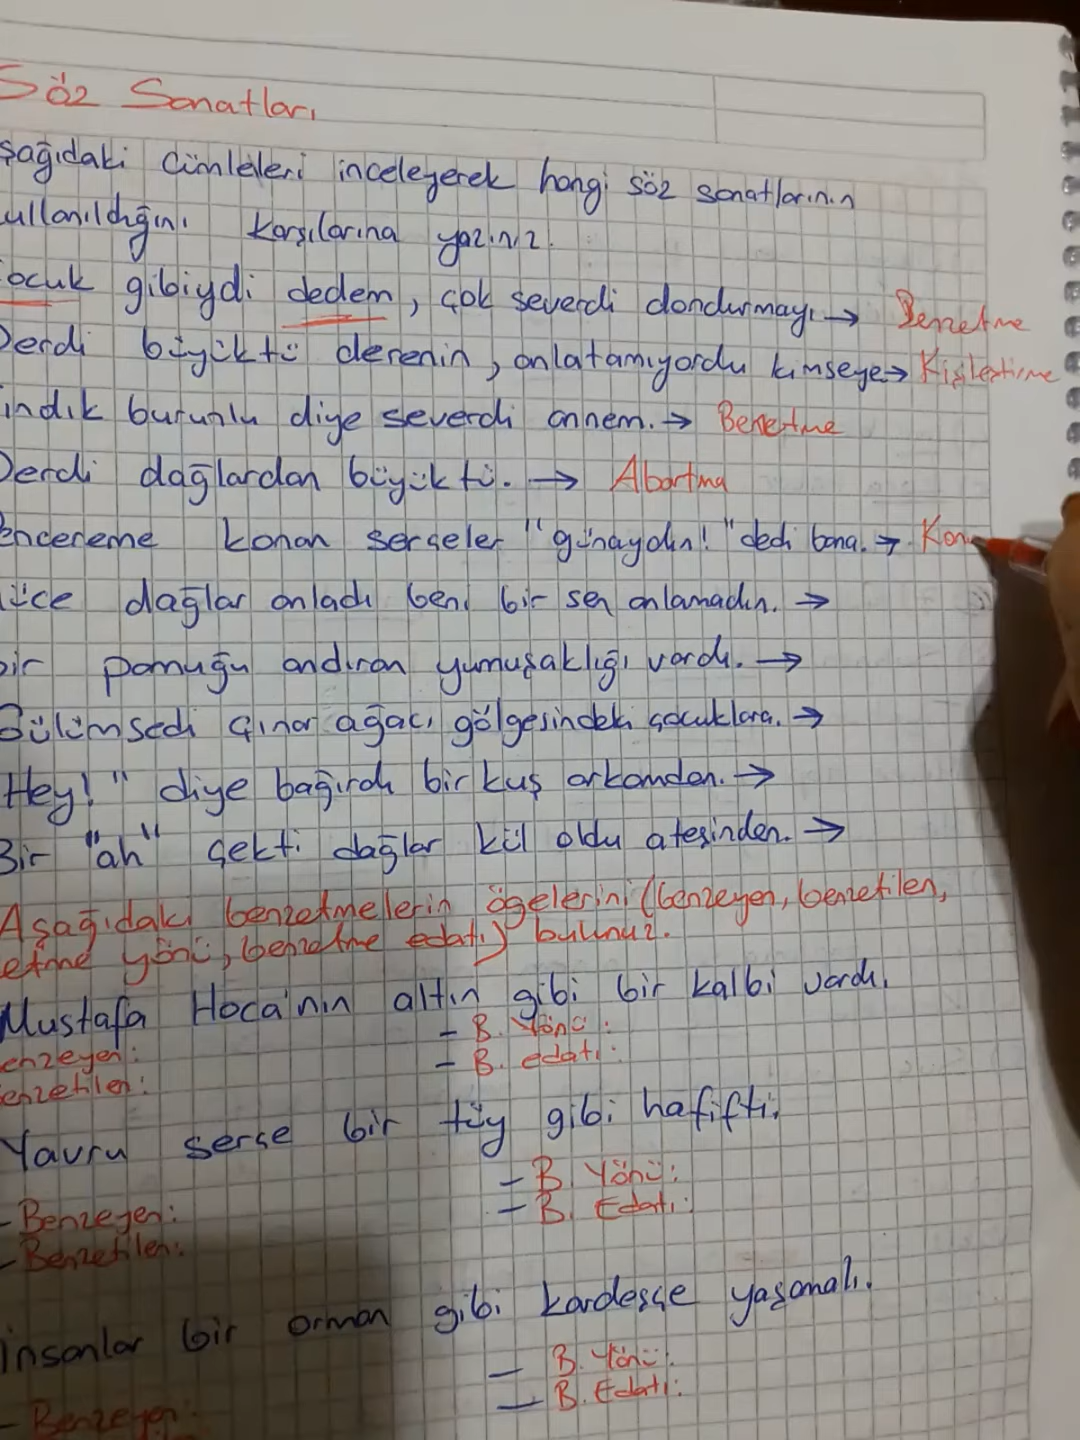 Söz Sanatları
şağıdaki cümleleri inceleyerek hangi söz sanatlarının
ullanıldığını karşılarına yazınız.
ocuk gibiydi dedem, çok severdi dondurmayı → Benzetme
Derdi büyüktü derenin, anlatamıyordu kimseye → Kişileştirme
ındık burunlu diye severdi annem. → Benzetme
Derdi dağlardan büyüktü. → Abartma
encereme konan serçeler "günaydın!" dedi bana. → Kon
üce dağlar anladı beni bir sen anlamadın. →
bir pamuğu andıran yumuşaklığı vardı. →
Gülümsedi çınar ağacı gölgesindeki çocuklara. →
Hey!" diye bağırdı bir kuş arkamdan. →
Bir "ah" çekti dağlar kül oldu ateşinden. →
Aşağıdaki benzetmelerin ögelerini (benzeyen, benzetilen,
etme yönü, benzetme edatı) bulunuz.
Mustafa Hoca'nın altın gibi bir kalbi vardı.
enzeyen: - B. Yönü:
enzetilen: - B. edatı:
Yavru serçe bir tüy gibi hafifti.
- Benzeyen: - B. Yönü:
- Benzetilen: - B. Edatı:
İnsanlar bir orman gibi kardeşçe yaşamalı.
- B. Yönü:
- Benzeyen: - B. Edatı: